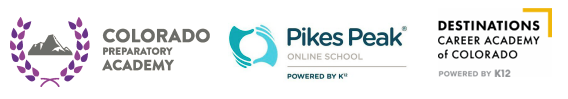 COLORADO
PREPARATORY
ACADEMY
Pikes Peak®
ONLINE SCHOOL
POWERED BY K¹²
DESTINATIONS
CAREER ACADEMY
of COLORADO
POWERED BY K12